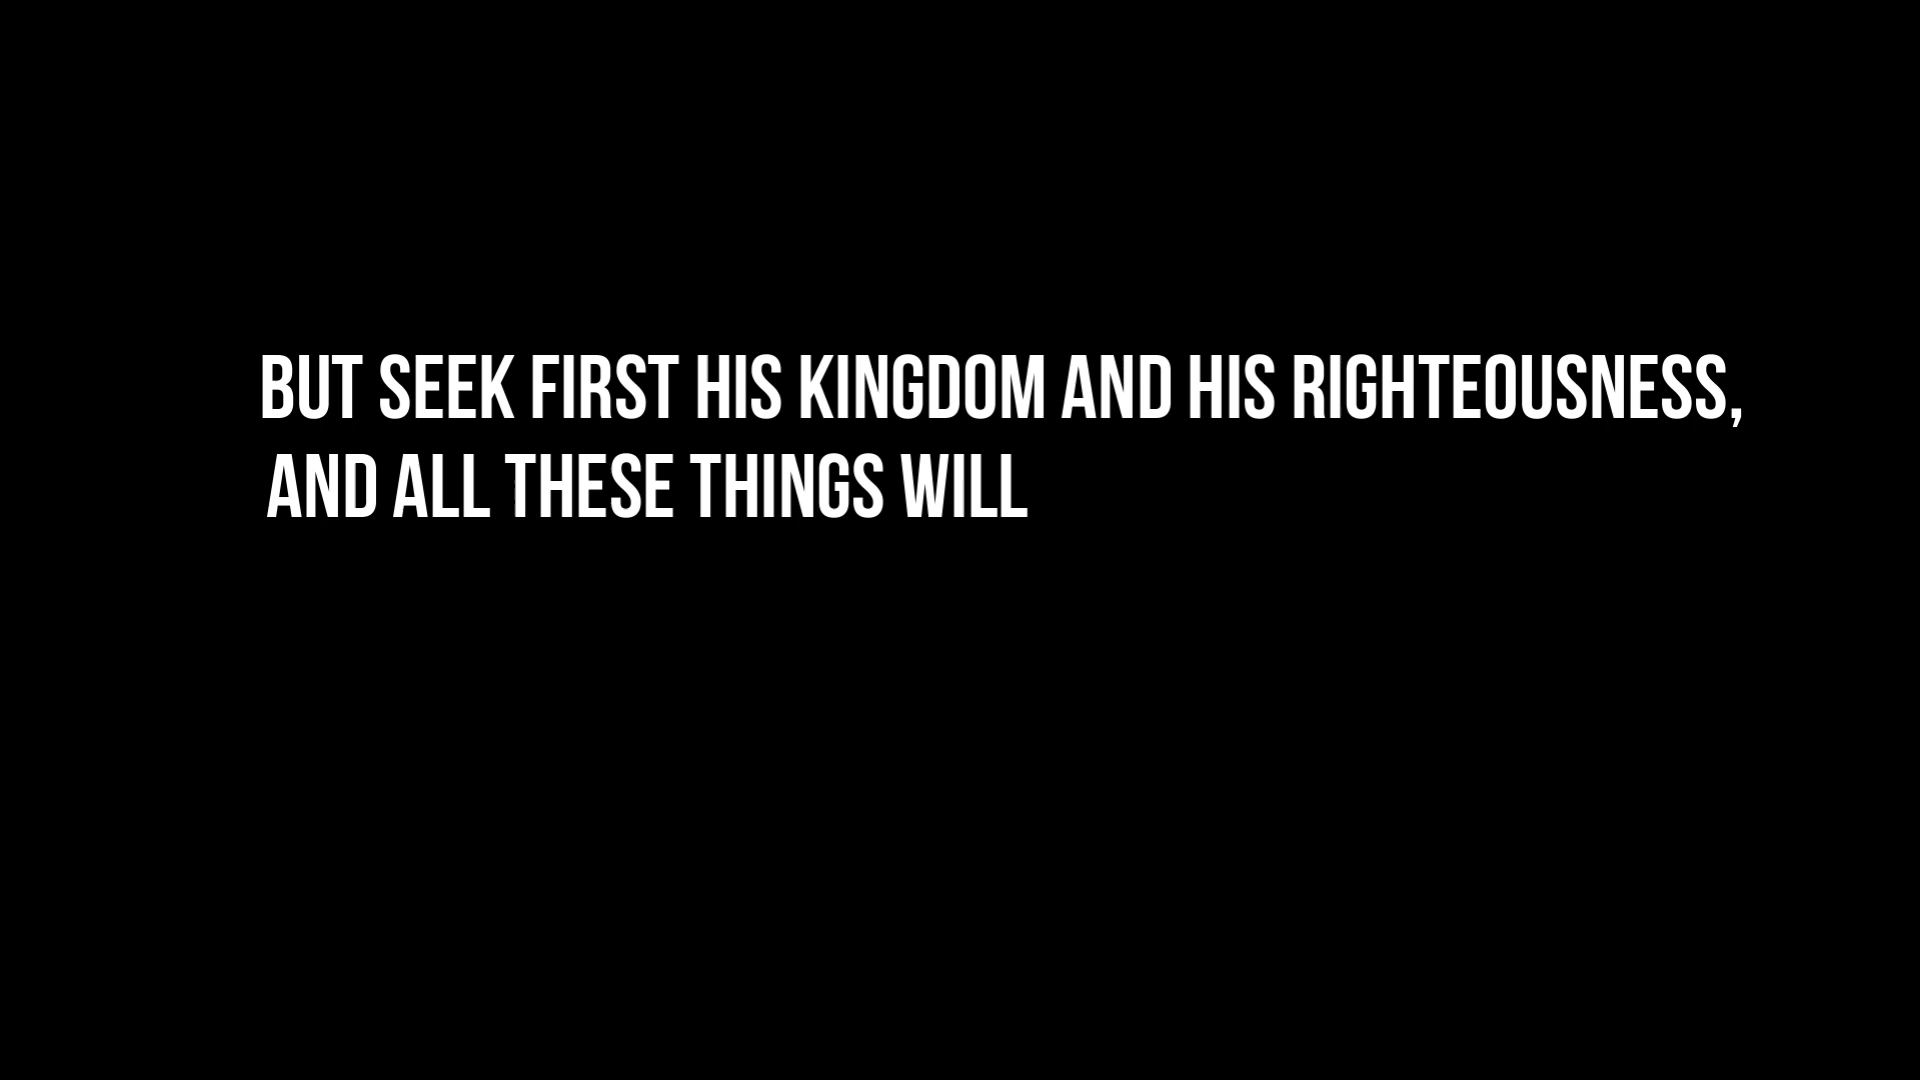 BUT SEEK FIRST HIS KINGDOM AND HIS RIGHTEOUSNESS,
AND ALL THESE THINGS WILL